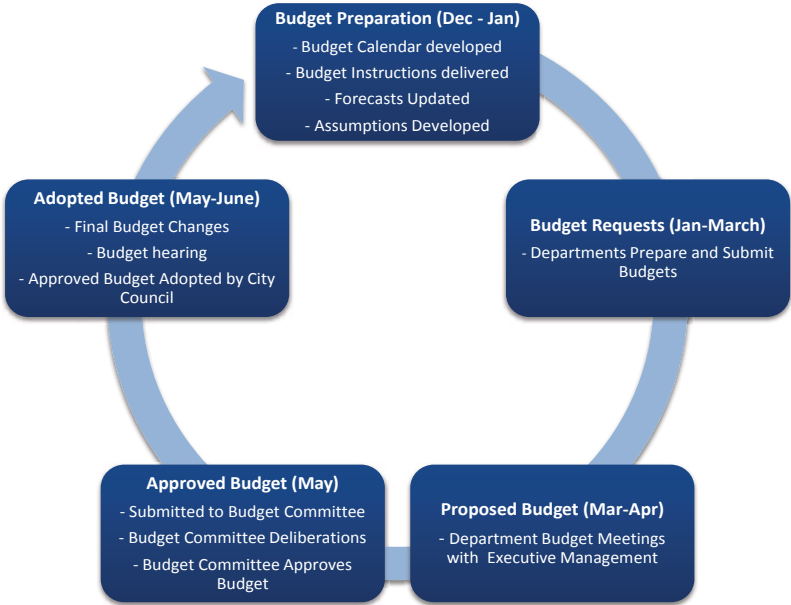 Budget Preparation (Dec - Jan)
- Budget Calendar developed
- Budget Instructions delivered
- Forecasts Updated
- Assumptions Developed
Adopted Budget (May-June)
- Final Budget Changes
- Budget hearing
- Approved Budget Adopted by City
Council
Budget Requests (Jan-March)
- Departments Prepare and Submit
Budgets
Approved Budget (May)
- Submitted to Budget Committee
- Budget Committee Deliberations
- Budget Committee Approves
Budget
Proposed Budget (Mar-Apr)
- Department Budget Meetings
with Executive Management